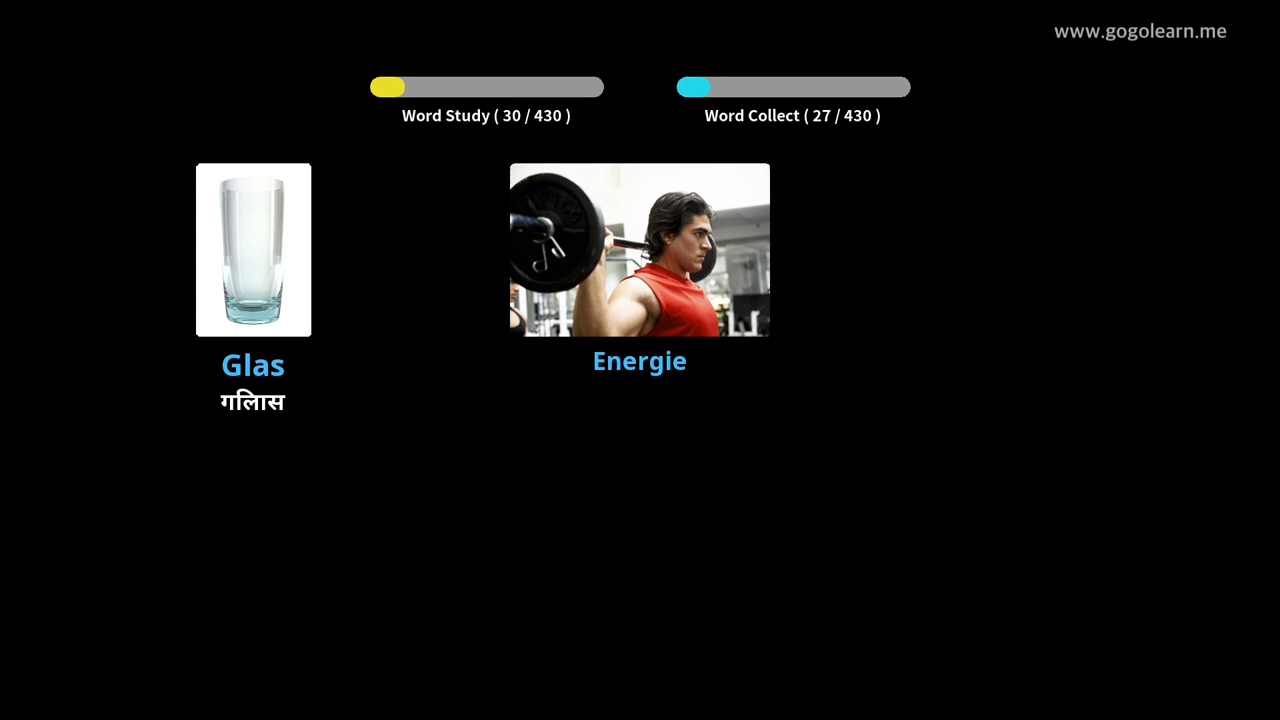 www.gogolearn.me
Word Study ( 30 / 430 )
Word Collect ( 27 / 430 )
Glas
गलिास
Energie